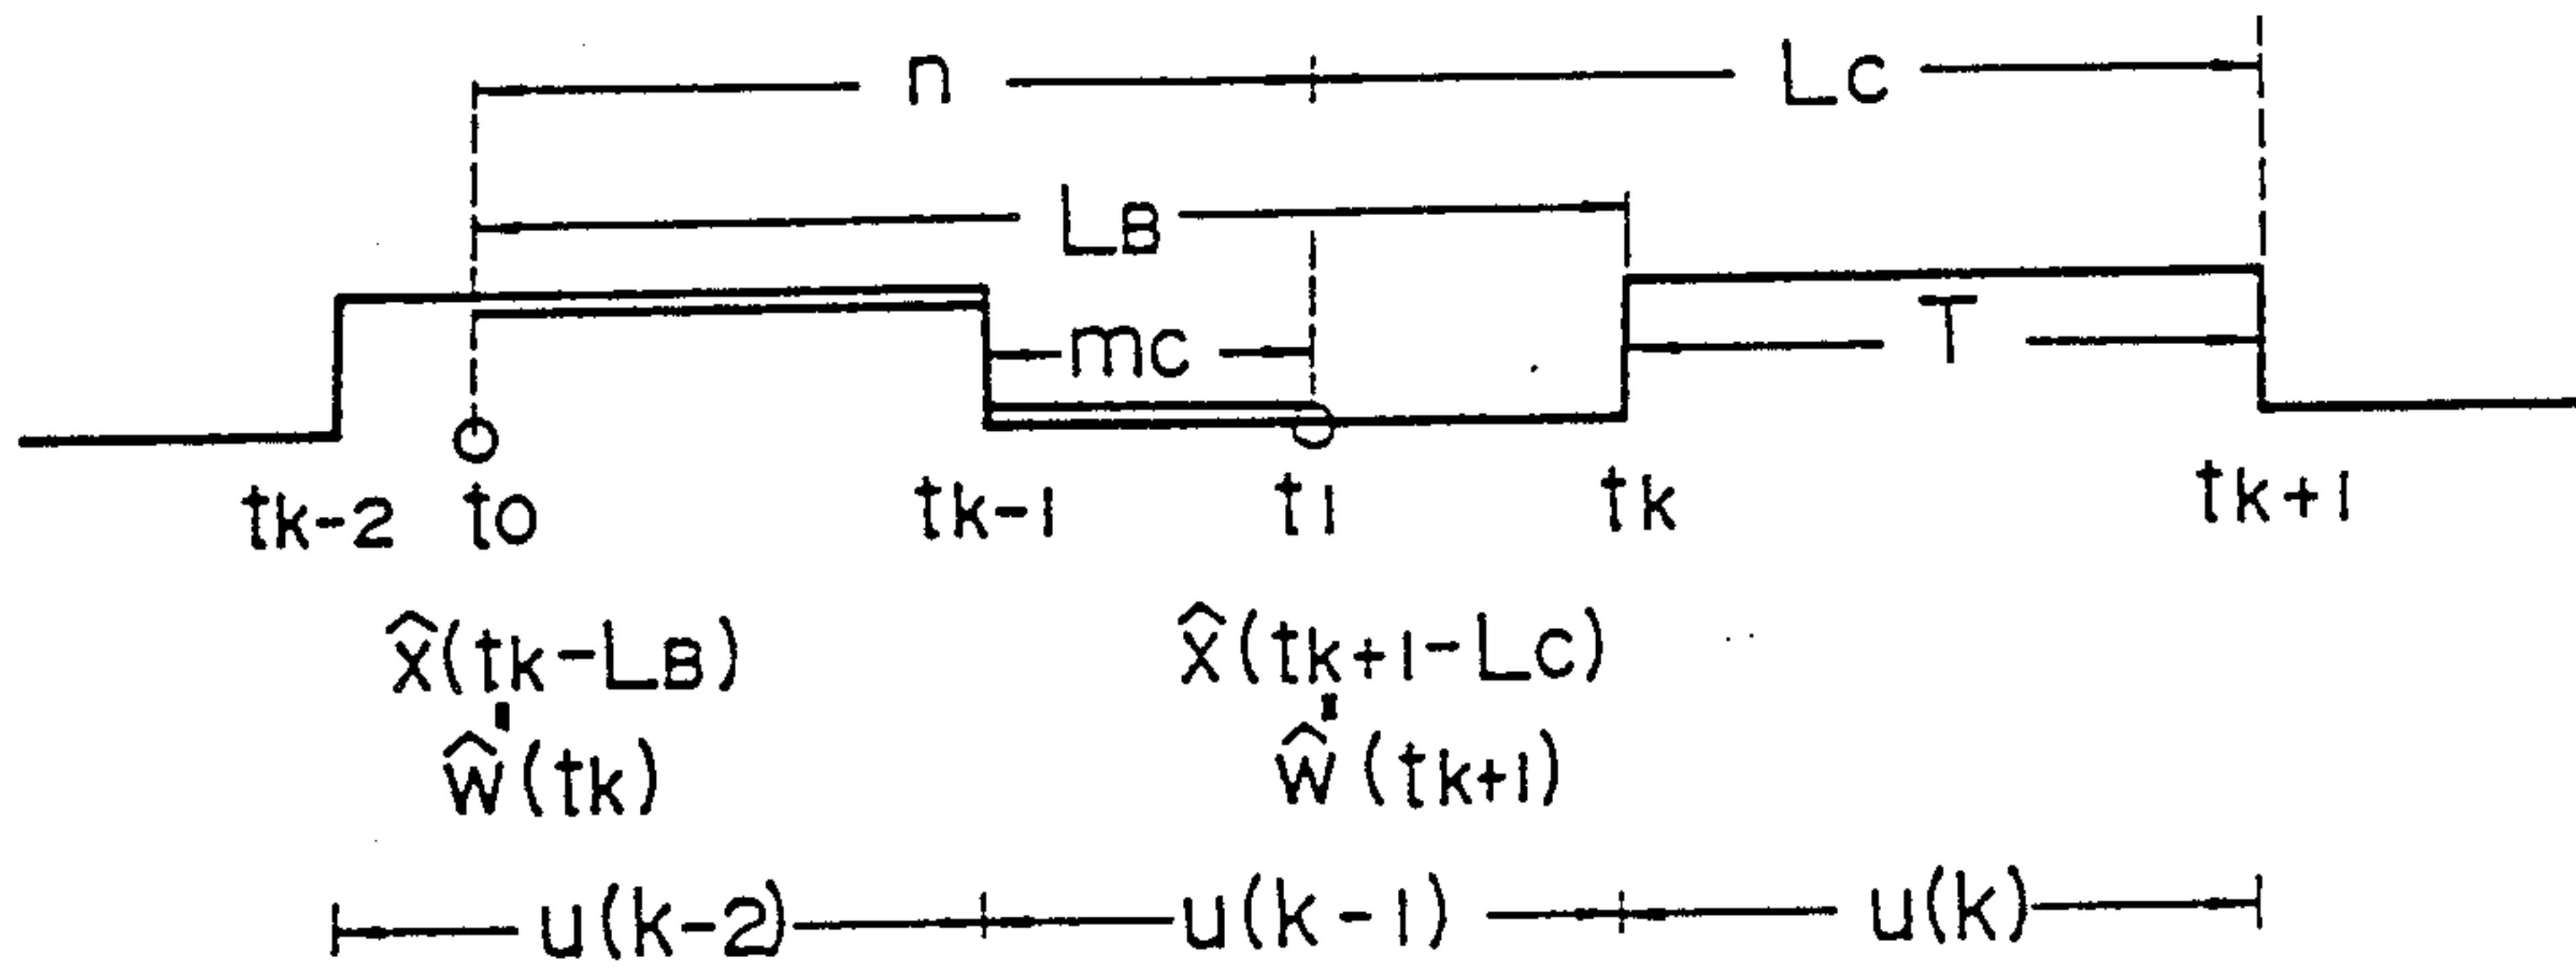 n Lc
LB
mc T
tk-2 to tk-1 t1 tk tk+1
x̂(tk-LB) x̂(tk+1-Lc)
ŵ(tk) ŵ(tk+1)
u(k-2) u(k-1) u(k)